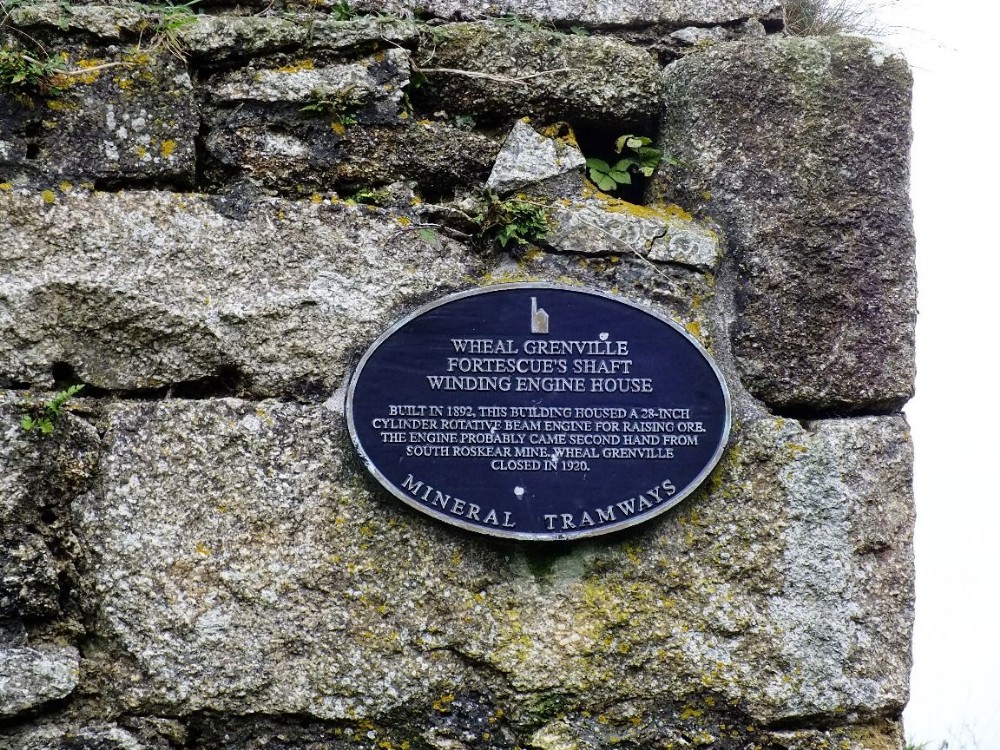 WHEAL GRENVILLE
FORTESCUE'S SHAFT
WINDING ENGINE HOUSE
BUILT IN 1892, THIS BUILDING HOUSED A 28-INCH
CYLINDER ROTATIVE BEAM ENGINE FOR RAISING ORE.
THE ENGINE PROBABLY CAME SECOND HAND FROM
SOUTH ROSKEAR MINE. WHEAL GRENVILLE
CLOSED IN 1920.
MINERAL TRAMWAYS